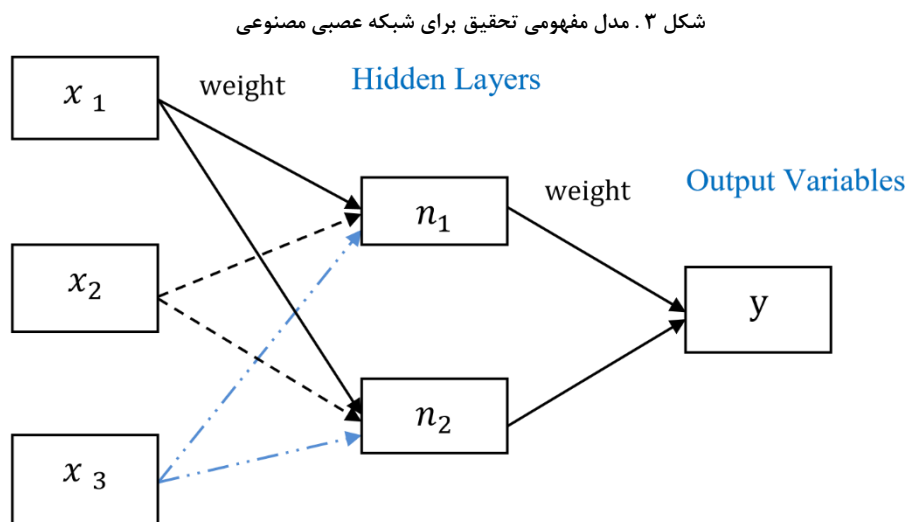 شکل ۳ . مدل مفهومی تحقیق برای شبکه عصبی مصنوعی
x 1
weight
Hidden Layers
n₁
weight
Output Variables
x₂
y
n₂
x 3